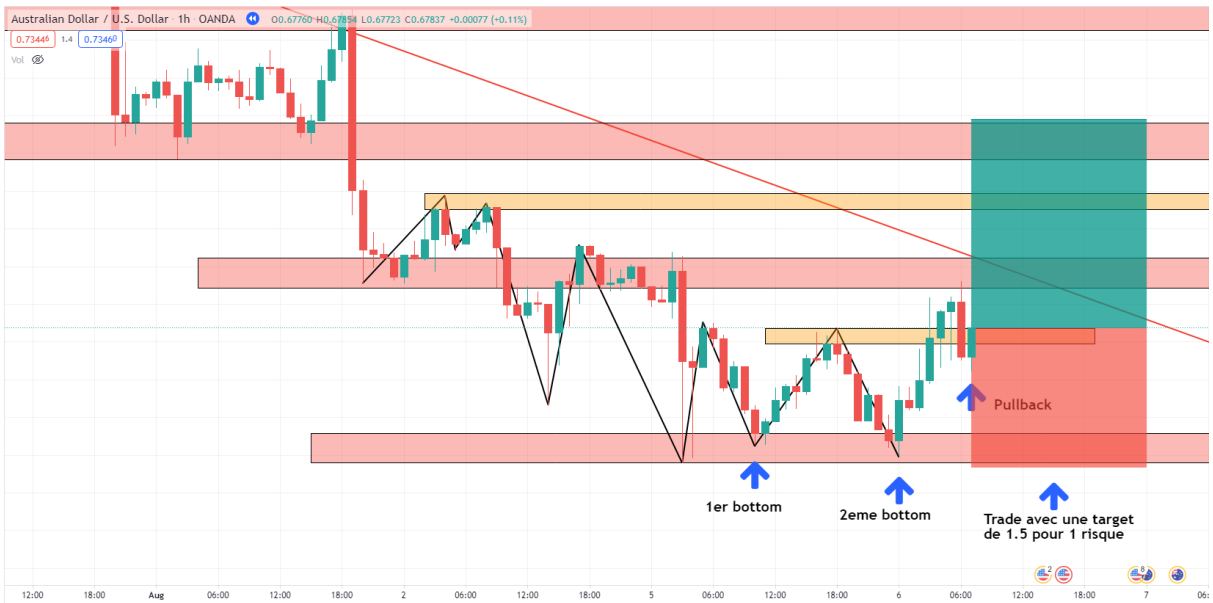 Australian Dollar / U.S. Dollar · 1h · OANDA O0.67760 H0.67854 L0.67723 C0.67837 +0.00077 (+0.11%)
0.73446 1.4 0.73460
Vol
Pullback
1er bottom
2eme bottom
Trade avec une target
de 1.5 pour 1 risque
2 8
12:00 18:00 Aug 06:00 12:00 18:00 2 06:00 12:00 18:00 5 06:00 12:00 18:00 6 06:00 12:00 18:00 7